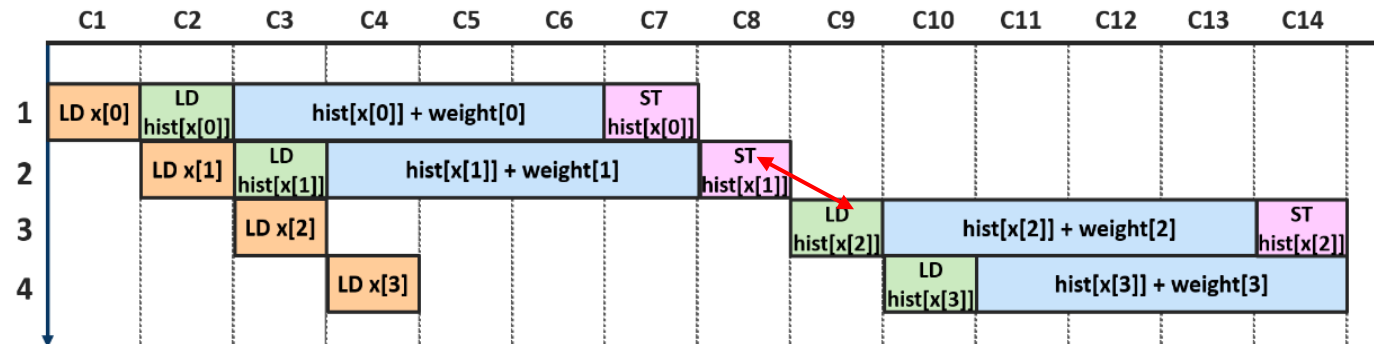 C1 C2 C3 C4 C5 C6 C7 C8 C9 C10 C11 C12 C13 C14
1
LD x[0]
LD
hist[x[0]]
hist[x[0]] + weight[0]
ST
hist[x[0]]
2
LD x[1]
LD
hist[x[1]]
hist[x[1]] + weight[1]
ST
hist[x[1]]
3
LD x[2]
LD
hist[x[2]]
hist[x[2]] + weight[2]
ST
hist[x[2]]
4
LD x[3]
LD
hist[x[3]]
hist[x[3]] + weight[3]